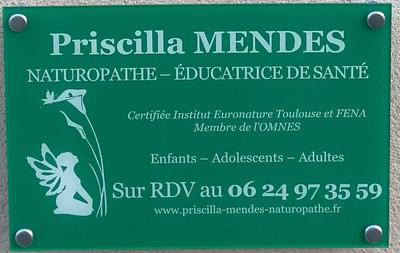 Priscilla MENDES
NATUROPATHE – ÉDUCATRICE DE SANTÉ
Certifiée Institut Euronature Toulouse et FENA
Membre de l'OMNES
Enfants – Adolescents – Adultes
Sur RDV au 06 24 97 35 59
www.priscilla-mendes-naturopathe.fr